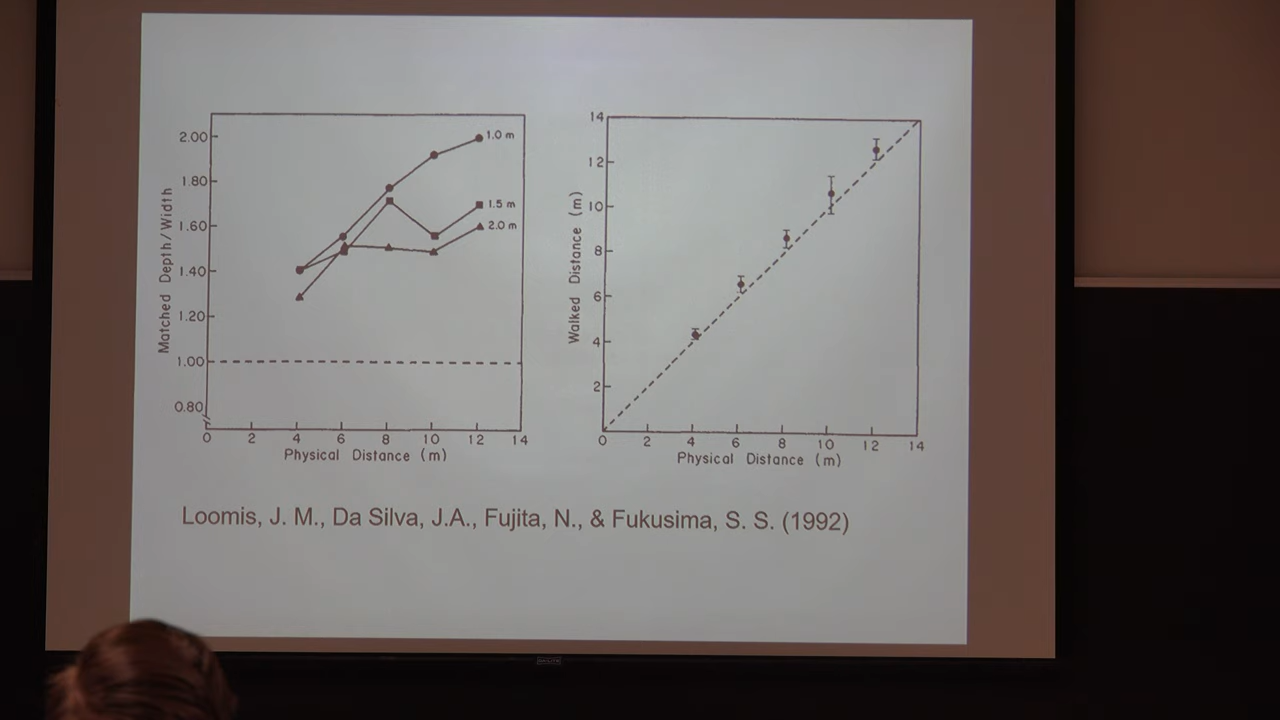 2.00
1.80
1.60
1.40
1.20
1.00
0.80
Matched Depth/Width
1.0 m
1.5 m
2.0 m
0 2 4 6 8 10 12 14
Physical Distance (m)
14
12
10
8
6
4
2
Walked Distance (m)
0 2 4 6 8 10 12 14
Physical Distance (m)
Loomis, J. M., Da Silva, J.A., Fujita, N., & Fukusima, S. S. (1992)